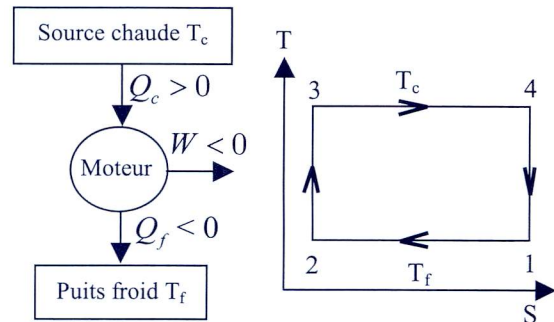 Source chaude T_c
Q_c > 0
W < 0
Moteur
Q_f < 0
Puits froid T_f
T
3
T_c
4
2
T_f
1
S